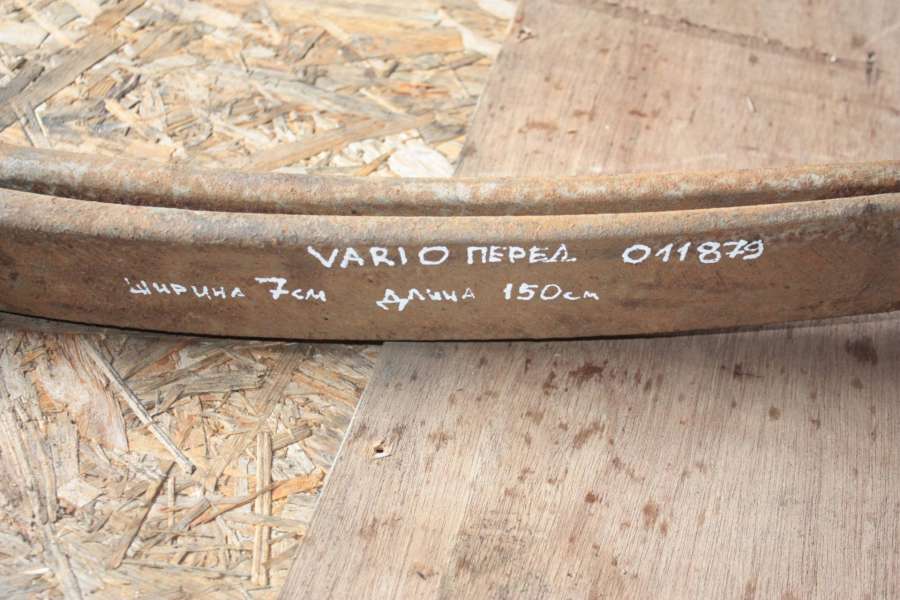 VARIO ПЕРЕД 011879
ШИРИНА 7см ДЛИНА 150см